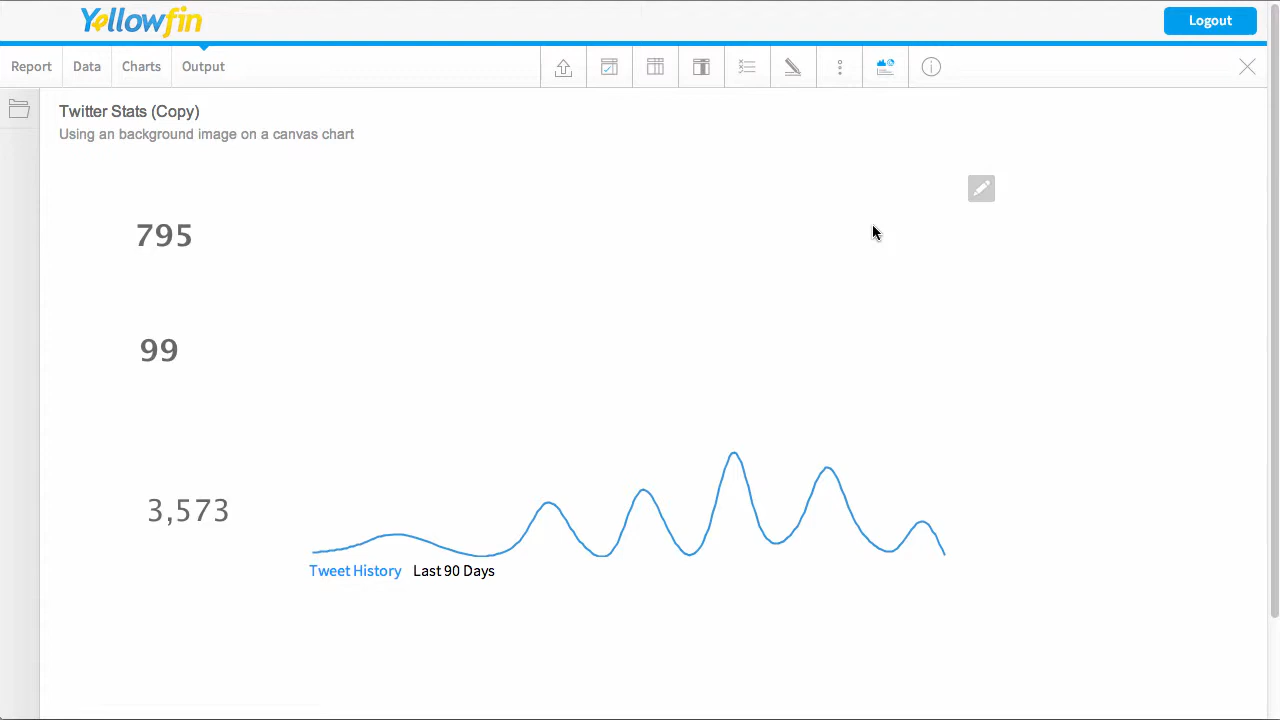 Yellowfin
Logout
Report Data Charts Output
Twitter Stats (Copy)
Using an background image on a canvas chart
795
99
3,573
Tweet History Last 90 Days